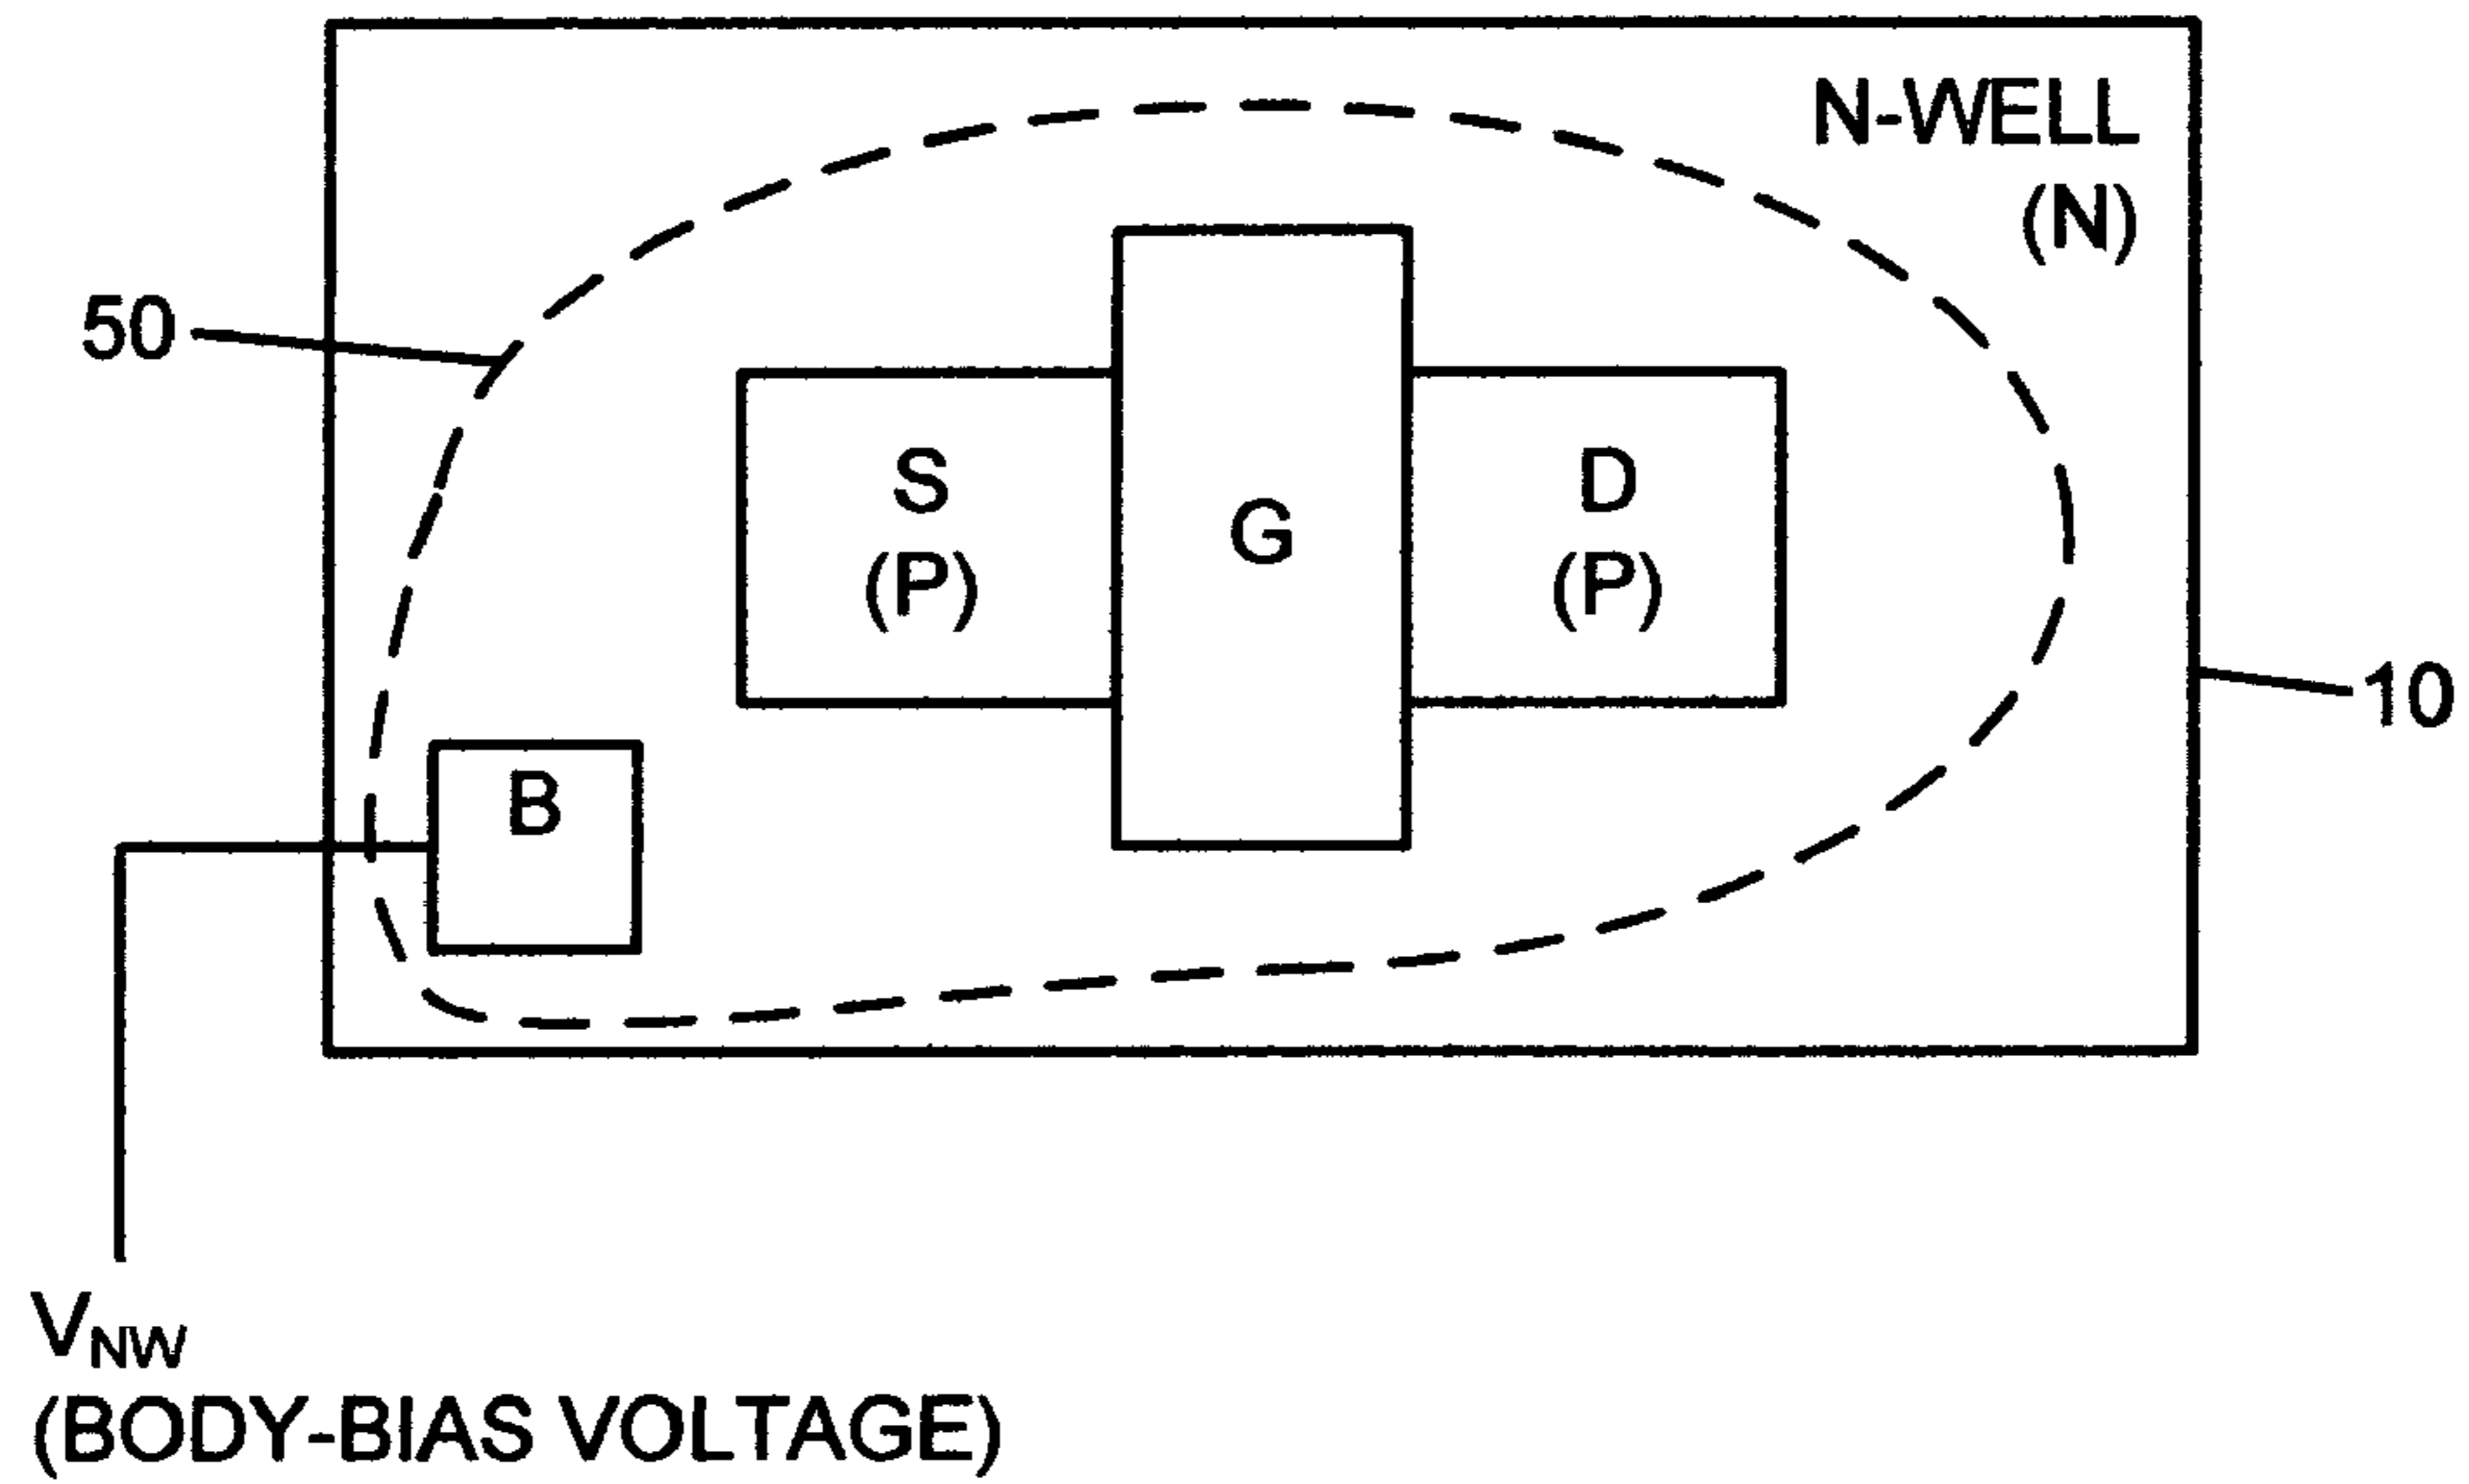 N-WELL
(N)
50
S
(P)
G
D
(P)
10
B
VNW
(BODY-BIAS VOLTAGE)